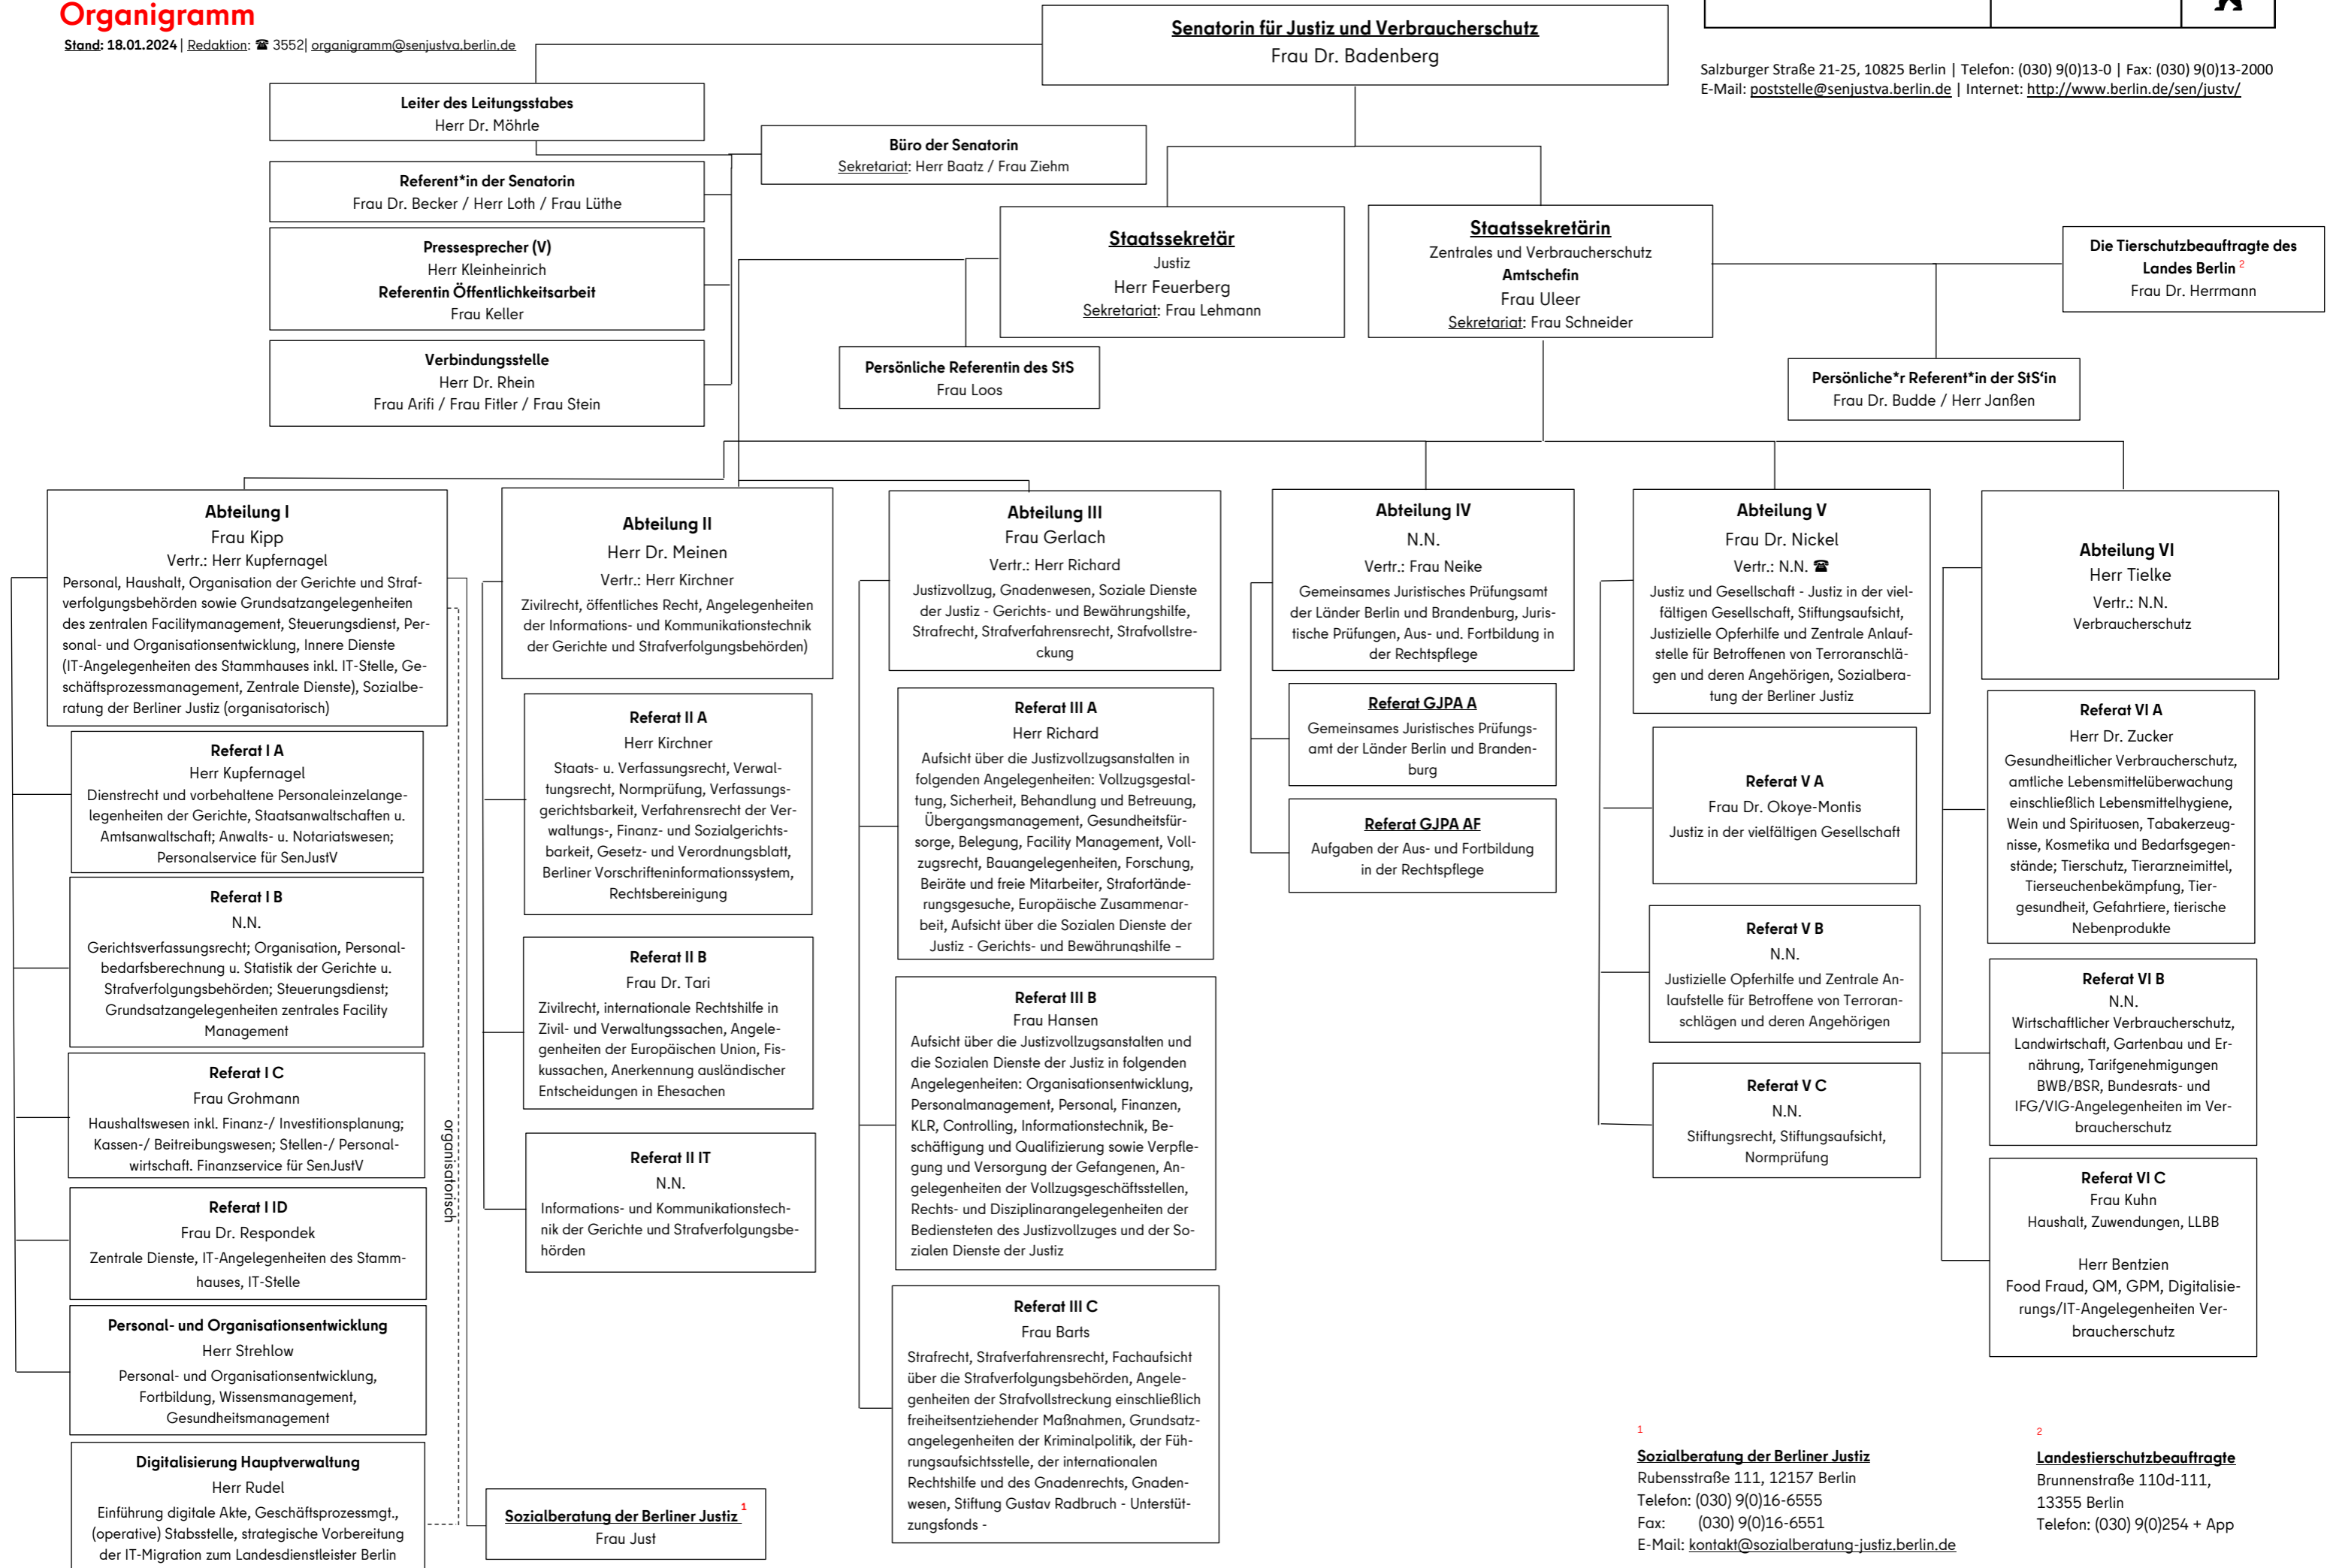 Organigramm
Stand: 18.01.2024 | Redaktion: ☎ 3552| organigramm@senjustva.berlin.de
Senatorin für Justiz und Verbraucherschutz
Frau Dr. Badenberg
Salzburger Straße 21-25, 10825 Berlin | Telefon: (030) 9(0)13-0 | Fax: (030) 9(0)13-2000
E-Mail: poststelle@senjustva.berlin.de | Internet: http://www.berlin.de/sen/justv/
Leiter des Leitungsstabes
Herr Dr. Möhrle
Büro der Senatorin
Sekretariat: Herr Baatz / Frau Ziehm
Referent*in der Senatorin
Frau Dr. Becker / Herr Loth / Frau Lüthe
Pressesprecher (V)
Herr Kleinheinrich
Referentin Öffentlichkeitsarbeit
Frau Keller
Verbindungsstelle
Herr Dr. Rhein
Frau Arifi / Frau Fitler / Frau Stein
Staatssekretär
Justiz
Herr Feuerberg
Sekretariat: Frau Lehmann
Persönliche Referentin des StS
Frau Loos
Staatssekretärin
Zentrales und Verbraucherschutz
Amtschefin
Frau Uleer
Sekretariat: Frau Schneider
Die Tierschutzbeauftragte des
Landes Berlin 2
Frau Dr. Herrmann
Persönliche*r Referent*in der StS‘in
Frau Dr. Budde / Herr Janßen
Abteilung I
Frau Kipp
Vertr.: Herr Kupfernagel
Personal, Haushalt, Organisation der Gerichte und Straf-
verfolgungsbehörden sowie Grundsatzangelegenheiten
des zentralen Facilitymanagement, Steuerungsdienst, Per-
sonal- und Organisationsentwicklung, Innere Dienste
(IT-Angelegenheiten des Stammhauses inkl. IT-Stelle, Ge-
schäftsprozessmanagement, Zentrale Dienste), Sozialbe-
ratung der Berliner Justiz (organisatorisch)
Referat I A
Herr Kupfernagel
Dienstrecht und vorbehaltene Personaleinzelange-
legenheiten der Gerichte, Staatsanwaltschaften u.
Amtsanwaltschaft; Anwalts- u. Notariatswesen;
Personalservice für SenJustV
Referat I B
N.N.
Gerichtsverfassungsrecht; Organisation, Personal-
bedarfsberechnung u. Statistik der Gerichte u.
Strafverfolgungsbehörden; Steuerungsdienst;
Grundsatzangelegenheiten zentrales Facility
Management
Referat I C
Frau Grohmann
Haushaltswesen inkl. Finanz-/ Investitionsplanung;
Kassen-/ Beitreibungswesen; Stellen-/ Personal-
wirtschaft. Finanzservice für SenJustV
Referat I ID
Frau Dr. Respondek
Zentrale Dienste, IT-Angelegenheiten des Stamm-
hauses, IT-Stelle
Personal- und Organisationsentwicklung
Herr Strehlow
Personal- und Organisationsentwicklung,
Fortbildung, Wissensmanagement,
Gesundheitsmanagement
Digitalisierung Hauptverwaltung
Herr Rudel
Einführung digitale Akte, Geschäftsprozessmgt.,
(operative) Stabsstelle, strategische Vorbereitung
der IT-Migration zum Landesdienstleister Berlin
organisatorisch
Sozialberatung der Berliner Justiz 1
Frau Just
Abteilung II
Herr Dr. Meinen
Vertr.: Herr Kirchner
Zivilrecht, öffentliches Recht, Angelegenheiten
der Informations- und Kommunikationstechnik
der Gerichte und Strafverfolgungsbehörden)
Referat II A
Herr Kirchner
Staats- u. Verfassungsrecht, Verwal-
tungsrecht, Normprüfung, Verfassungs-
gerichtsbarkeit, Verfahrensrecht der Ver-
waltungs-, Finanz- und Sozialgerichts-
barkeit, Gesetz- und Verordnungsblatt,
Berliner Vorschrifteninformationssystem,
Rechtsbereinigung
Referat II B
Frau Dr. Tari
Zivilrecht, internationale Rechtshilfe in
Zivil- und Verwaltungssachen, Angele-
genheiten der Europäischen Union, Fis-
kussachen, Anerkennung ausländischer
Entscheidungen in Ehesachen
Referat II IT
N.N.
Informations- und Kommunikationstech-
nik der Gerichte und Strafverfolgungsbe-
hörden
Abteilung III
Frau Gerlach
Vertr.: Herr Richard
Justizvollzug, Gnadenwesen, Soziale Dienste
der Justiz - Gerichts- und Bewährungshilfe,
Strafrecht, Strafverfahrensrecht, Strafvollstre-
ckung
Referat III A
Herr Richard
Aufsicht über die Justizvollzugsanstalten in
folgenden Angelegenheiten: Vollzugsgestal-
tung, Sicherheit, Behandlung und Betreuung,
Übergangsmanagement, Gesundheitsfür-
sorge, Belegung, Facility Management, Voll-
zugsrecht, Bauangelegenheiten, Forschung,
Beiräte und freie Mitarbeiter, Strafortände-
rungsgesuche, Europäische Zusammenar-
beit, Aufsicht über die Sozialen Dienste der
Justiz - Gerichts- und Bewährungshilfe –
Referat III B
Frau Hansen
Aufsicht über die Justizvollzugsanstalten und
die Sozialen Dienste der Justiz in folgenden
Angelegenheiten: Organisationsentwicklung,
Personalmanagement, Personal, Finanzen,
KLR, Controlling, Informationstechnik, Be-
schäftigung und Qualifizierung sowie Verpfle-
gung und Versorgung der Gefangenen, An-
gelegenheiten der Vollzugsgeschäftsstellen,
Rechts- und Disziplinarangelegenheiten der
Bediensteten des Justizvollzuges und der So-
zialen Dienste der Justiz
Referat III C
Frau Barts
Strafrecht, Strafverfahrensrecht, Fachaufsicht
über die Strafverfolgungsbehörden, Angele-
genheiten der Strafvollstreckung einschließlich
freiheitsentziehender Maßnahmen, Grundsatz-
angelegenheiten der Kriminalpolitik, der Füh-
rungsaufsichtsstelle, der internationalen
Rechtshilfe und des Gnadenrechts, Gnaden-
wesen, Stiftung Gustav Radbruch - Unterstüt-
zungsfonds -
Abteilung IV
N.N.
Vertr.: Frau Neike
Gemeinsames Juristisches Prüfungsamt
der Länder Berlin und Brandenburg, Juris-
tische Prüfungen, Aus- und. Fortbildung in
der Rechtspflege
Referat GJPA A
Gemeinsames Juristisches Prüfungs-
amt der Länder Berlin und Branden-
burg
Referat GJPA AF
Aufgaben der Aus- und Fortbildung
in der Rechtspflege
Abteilung V
Frau Dr. Nickel
Vertr.: N.N. ☎
Justiz und Gesellschaft - Justiz in der viel-
fältigen Gesellschaft, Stiftungsaufsicht,
Justizielle Opferhilfe und Zentrale Anlauf-
stelle für Betroffenen von Terroranschlä-
gen und deren Angehörigen, Sozialbera-
tung der Berliner Justiz
Referat V A
Frau Dr. Okoye-Montis
Justiz in der vielfältigen Gesellschaft
Referat V B
N.N.
Justizielle Opferhilfe und Zentrale An-
laufstelle für Betroffene von Terroran-
schlägen und deren Angehörigen
Referat V C
N.N.
Stiftungsrecht, Stiftungsaufsicht,
Normprüfung
Abteilung VI
Herr Tielke
Vertr.: N.N.
Verbraucherschutz
Referat VI A
Herr Dr. Zucker
Gesundheitlicher Verbraucherschutz,
amtliche Lebensmittelüberwachung
einschließlich Lebensmittelhygiene,
Wein und Spirituosen, Tabakerzeug-
nisse, Kosmetika und Bedarfsgegen-
stände; Tierschutz, Tierarzneimittel,
Tierseuchenbekämpfung, Tier-
gesundheit, Gefahrtiere, tierische
Nebenprodukte
Referat VI B
N.N.
Wirtschaftlicher Verbraucherschutz,
Landwirtschaft, Gartenbau und Er-
nährung, Tarifgenehmigungen
BWB/BSR, Bundesrats- und
IFG/VIG-Angelegenheiten im Ver-
braucherschutz
Referat VI C
Frau Kuhn
Haushalt, Zuwendungen, LLBB
Herr Bentzien
Food Fraud, QM, GPM, Digitalisie-
rungs/IT-Angelegenheiten Ver-
braucherschutz
1
Sozialberatung der Berliner Justiz
Rubensstraße 111, 12157 Berlin
Telefon: (030) 9(0)16-6555
Fax: (030) 9(0)16-6551
E-Mail: kontakt@sozialberatung-justiz.berlin.de
2
Landestierschutzbeauftragte
Brunnenstraße 110d-111,
13355 Berlin
Telefon: (030) 9(0)254 + App